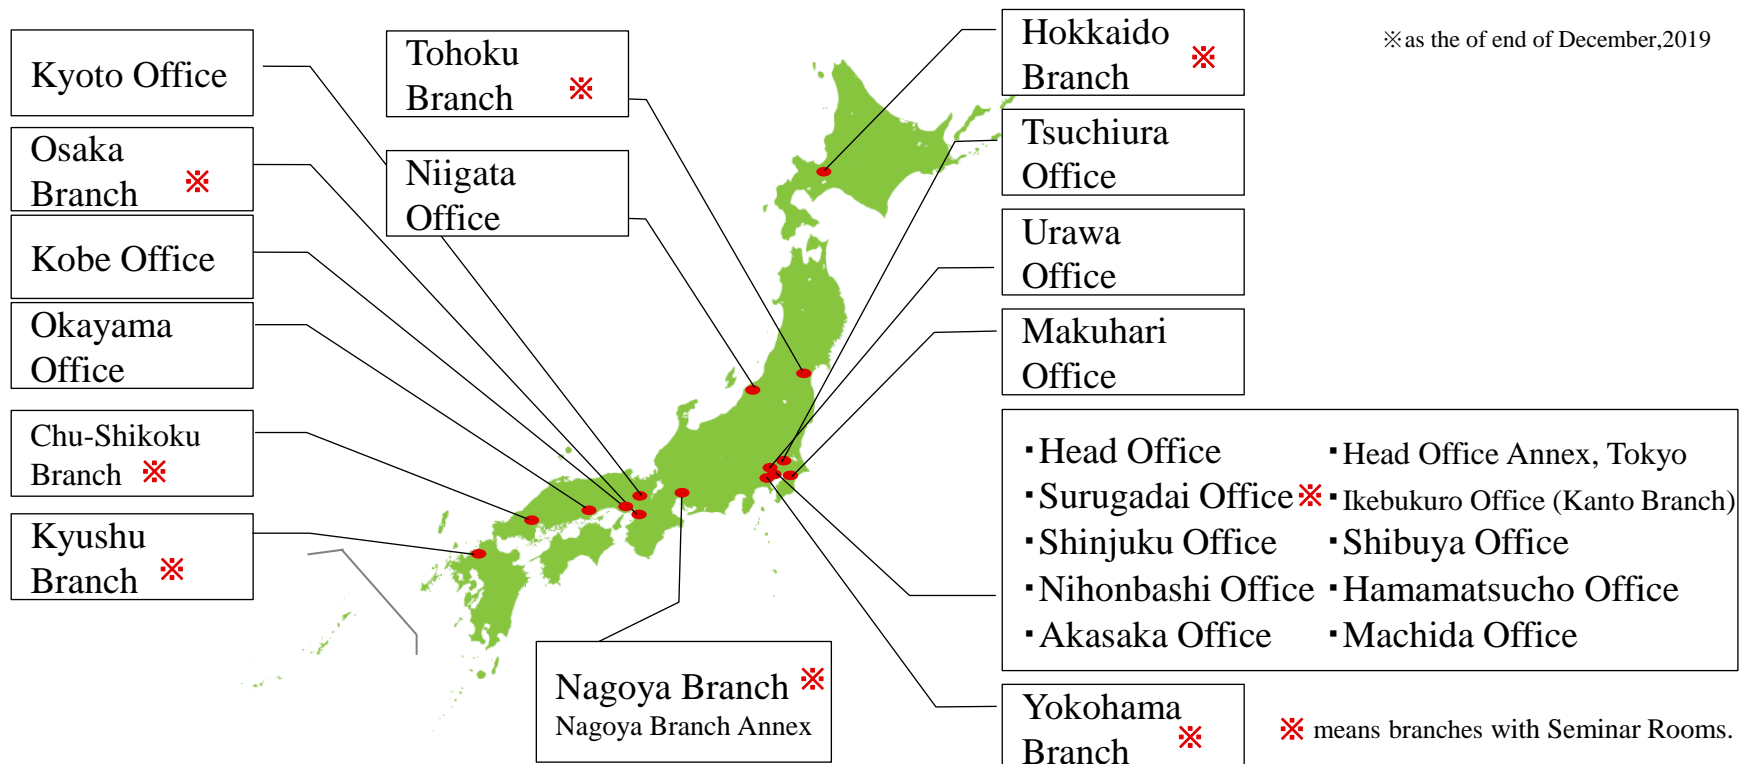 ※as the of end of December,2019
Kyoto Office
Osaka
Branch ※
Kobe Office
Okayama
Office
Chu-Shikoku
Branch ※
Kyushu
Branch ※
Tohoku
Branch ※
Niigata
Office
Nagoya Branch ※
Nagoya Branch Annex
Hokkaido
Branch ※
Tsuchiura
Office
Urawa
Office
Makuhari
Office
・Head Office ・Head Office Annex, Tokyo
・Surugadai Office※ ・Ikebukuro Office (Kanto Branch)
・Shinjuku Office ・Shibuya Office
・Nihonbashi Office ・Hamamatsucho Office
・Akasaka Office ・Machida Office
Yokohama
Branch ※
※ means branches with Seminar Rooms.